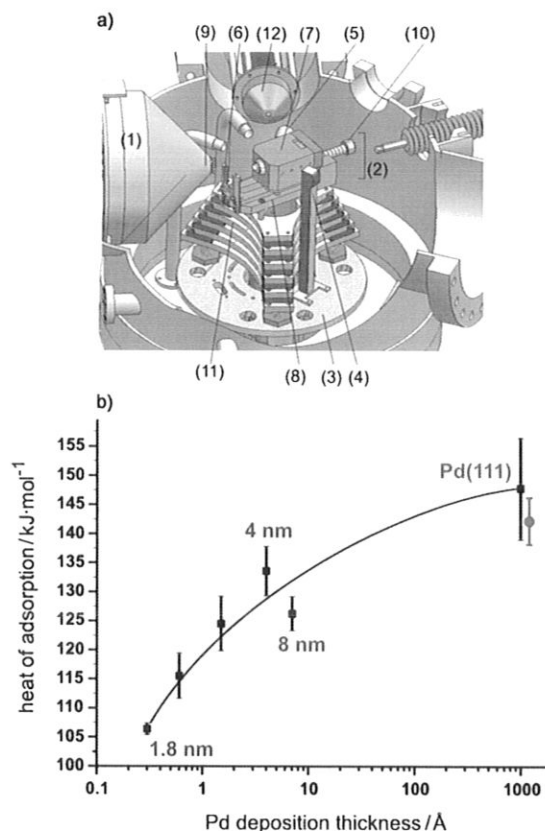 a)
(9) (6) (12) (7) (5) (10)
(1)
(2)
(11) (8) (3) (4)
b)
155
150
145
140
135
130
125
120
115
110
105
100
heat of adsorption / kJ·mol⁻¹
Pd(111)
4 nm
8 nm
1.8 nm
0.1 1 10 100 1000
Pd deposition thickness / Å